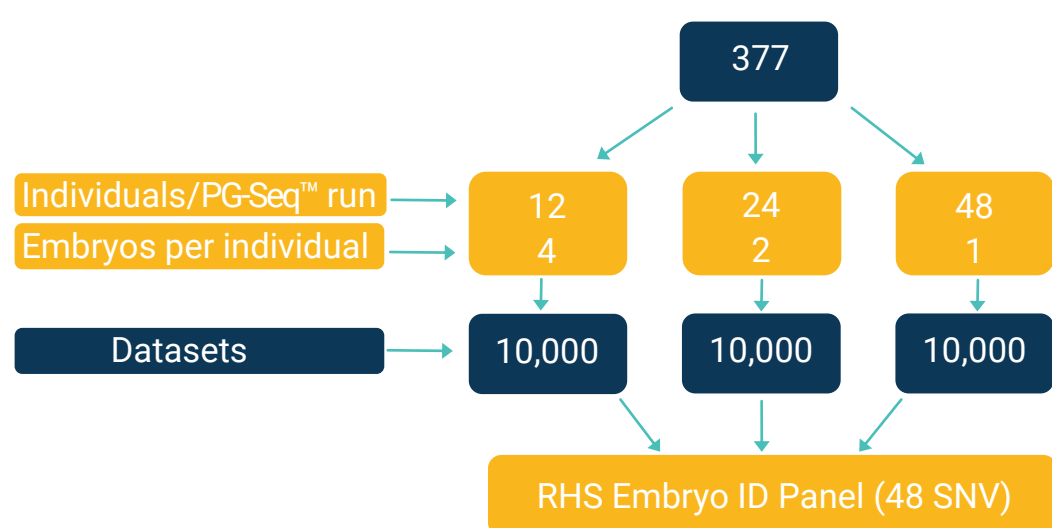 377
Individuals/PG-Seq™ run
12
24
48
Embryos per individual
4
2
1
Datasets
10,000
10,000
10,000
RHS Embryo ID Panel (48 SNV)